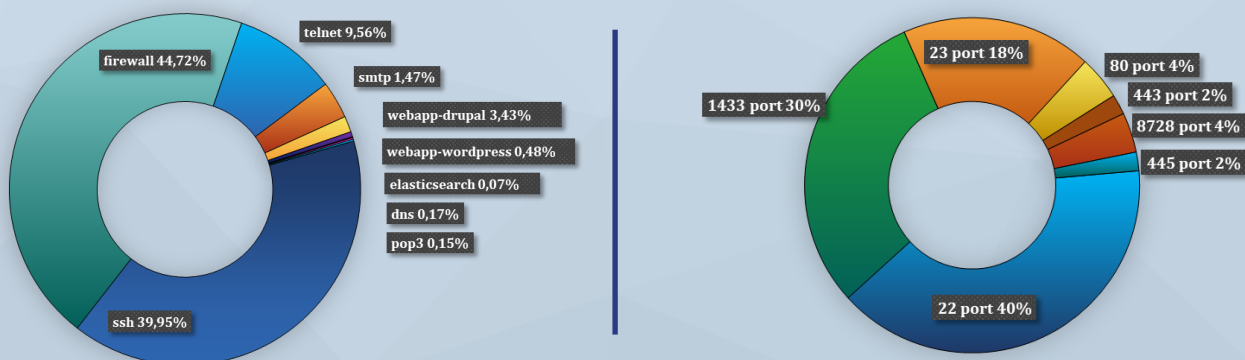 telnet 9,56%
firewall 44,72%
smtp 1,47%
webapp-drupal 3,43%
webapp-wordpress 0,48%
elasticsearch 0,07%
dns 0,17%
pop3 0,15%
ssh 39,95%
23 port 18%
80 port 4%
443 port 2%
1433 port 30%
8728 port 4%
445 port 2%
22 port 40%